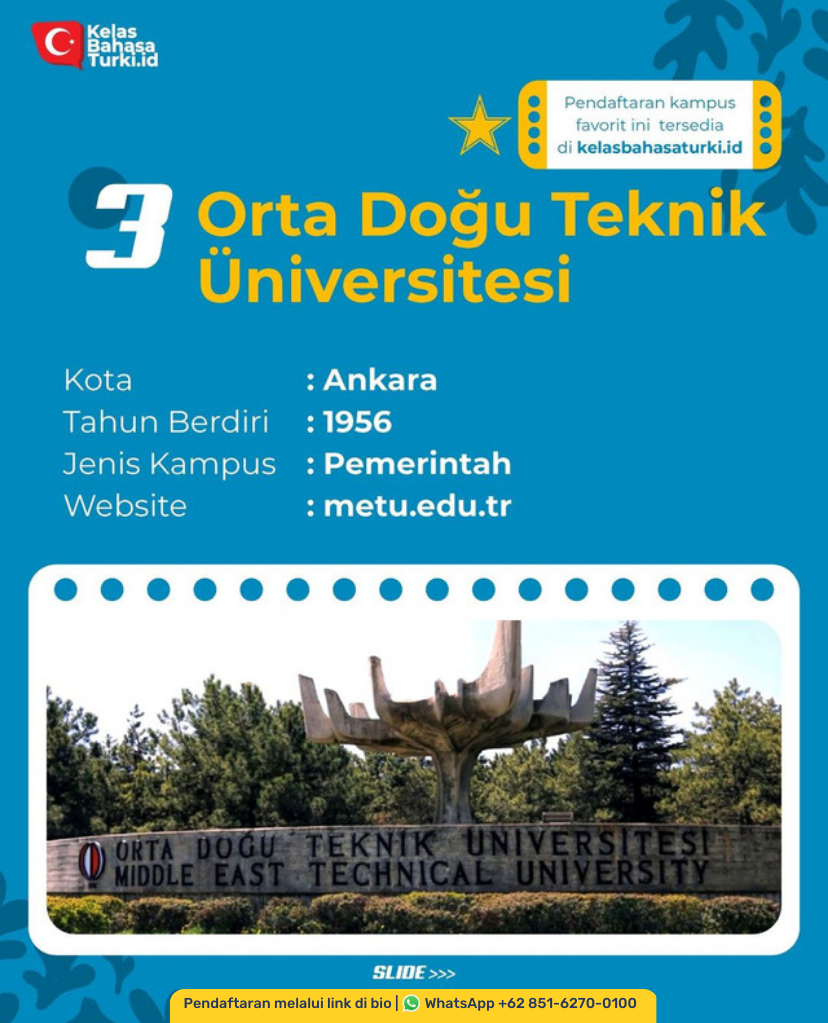 Kelas
Bahasa
Turki.id
Pendaftaran kampus
favorit ini tersedia
di kelasbahasaturki.id
3 Orta Doğu Teknik
Üniversitesi
Kota : Ankara
Tahun Berdiri : 1956
Jenis Kampus : Pemerintah
Website : metu.edu.tr
ORTA DOĞU TEKNİK ÜNİVERSİTESİ
MIDDLE EAST TECHNICAL UNIVERSITY
SLIDE >>>
Pendaftaran melalui link di bio | WhatsApp +62 851-6270-0100